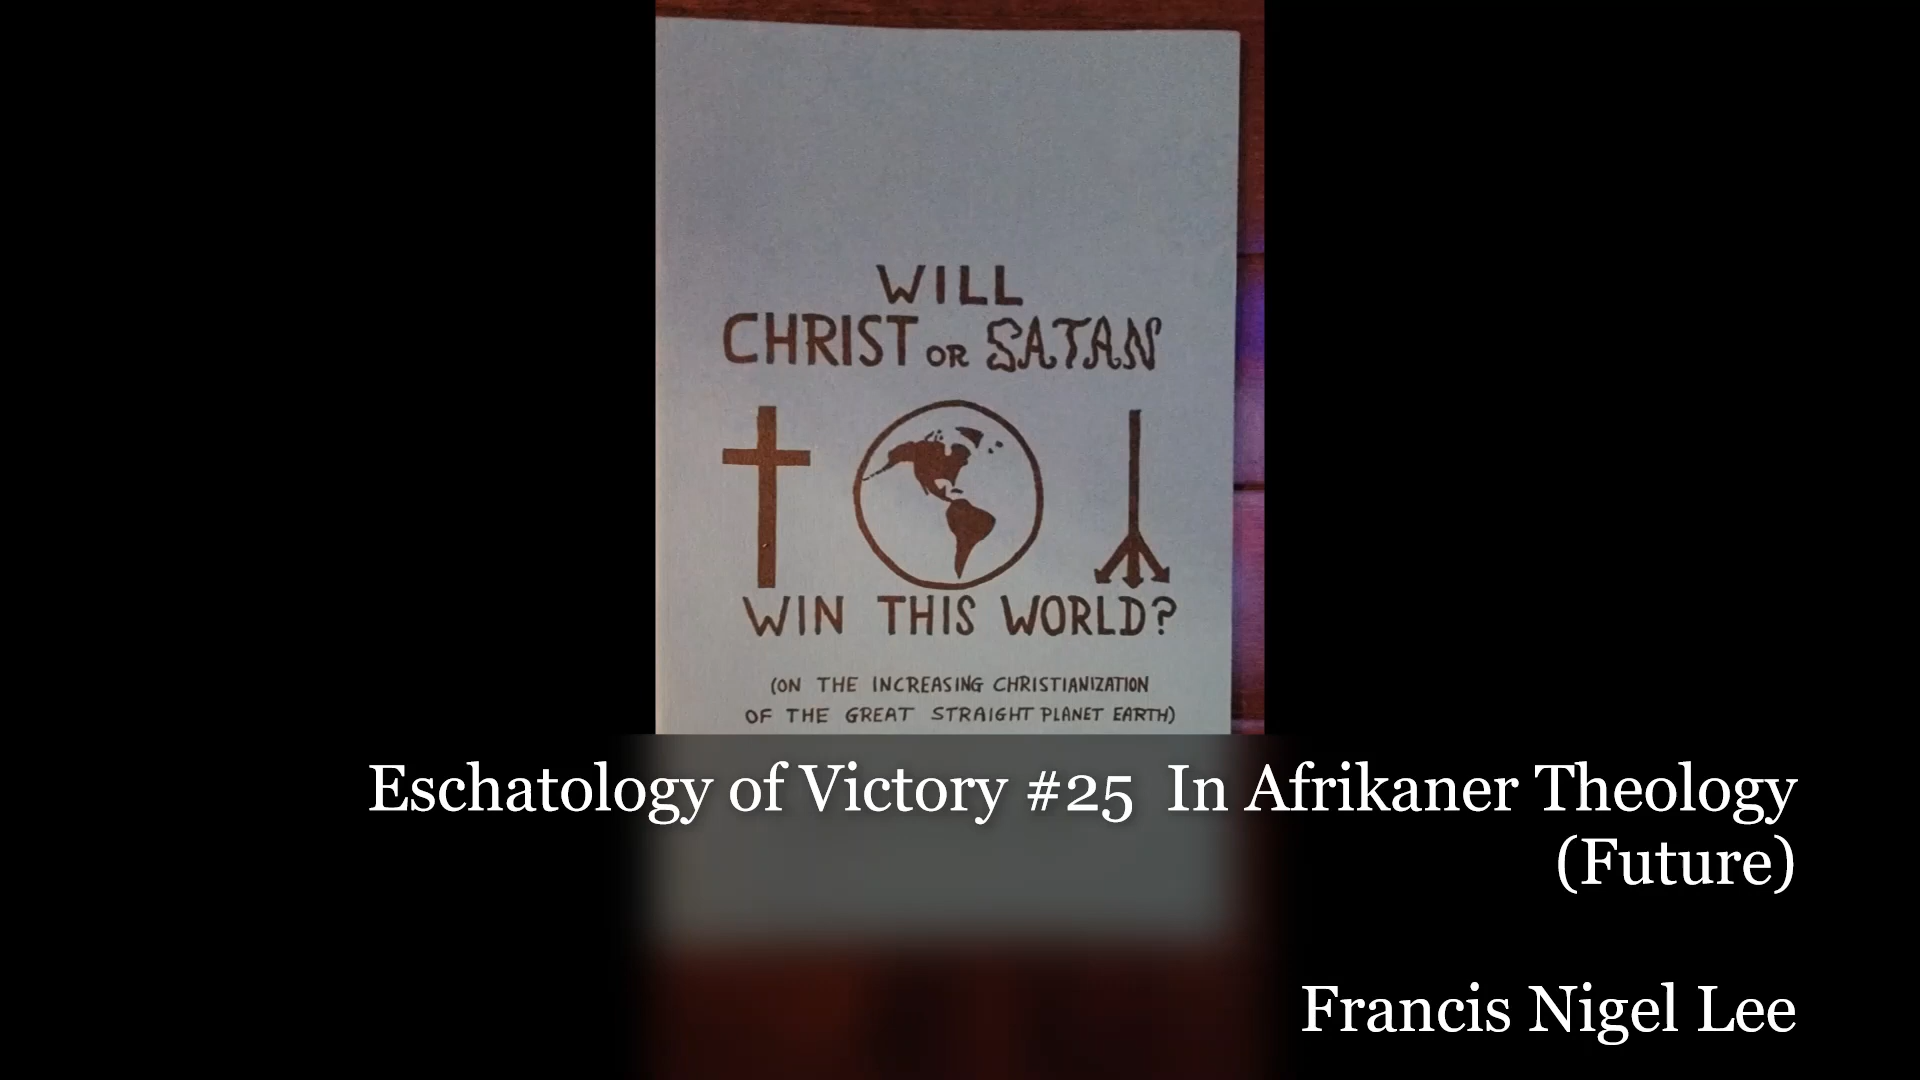 WILL
CHRIST OR SATAN
WIN THIS WORLD?
(ON THE INCREASING CHRISTIANIZATION
OF THE GREAT STRAIGHT PLANET EARTH)
Eschatology of Victory #25  In Afrikaner Theology
(Future)
Francis Nigel Lee